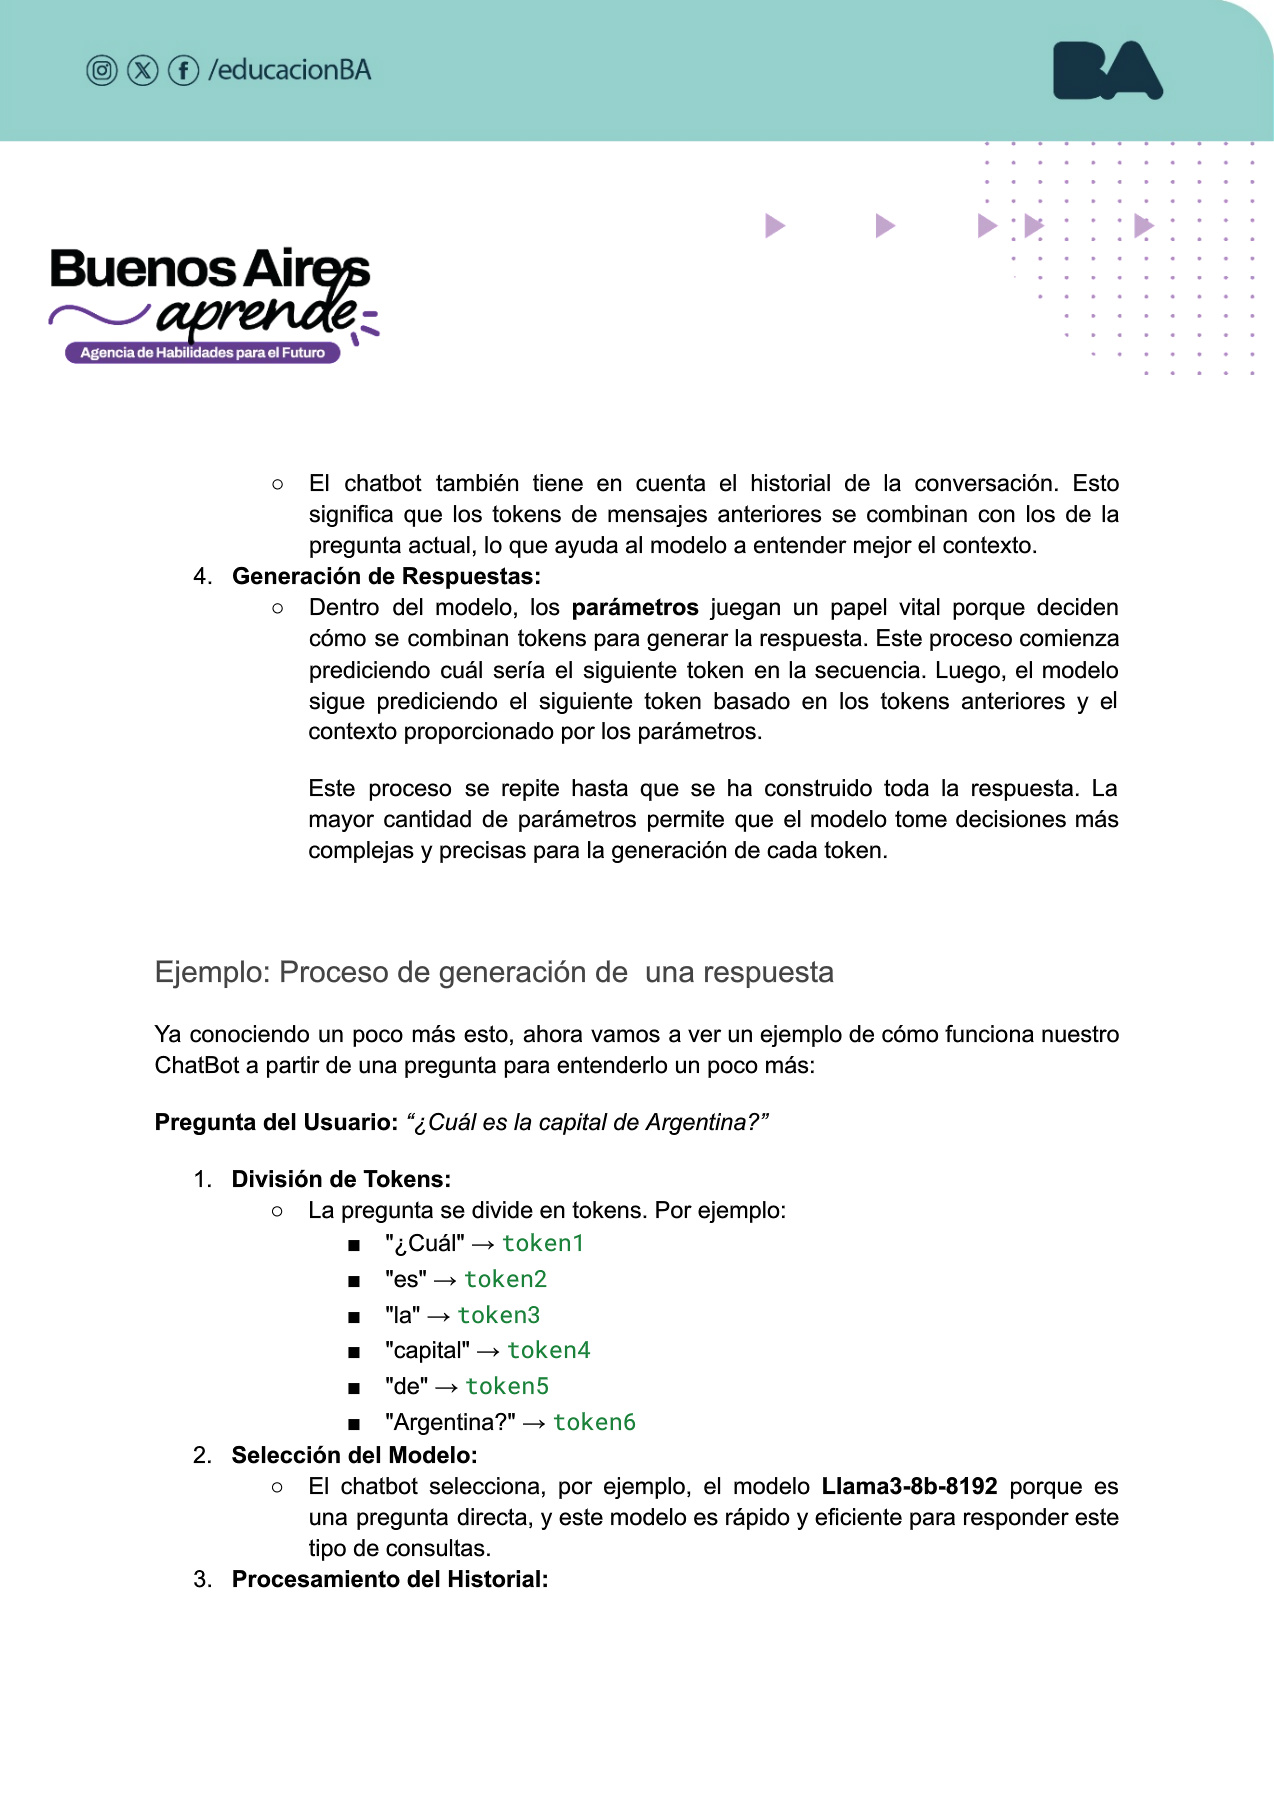 /educacionBA
BA
Buenos Aires
aprende
Agencia de Habilidades para el Futuro
○ El chatbot también tiene en cuenta el historial de la conversación. Esto
significa que los tokens de mensajes anteriores se combinan con los de la
pregunta actual, lo que ayuda al modelo a entender mejor el contexto.
4. Generación de Respuestas:
○ Dentro del modelo, los parámetros juegan un papel vital porque deciden
cómo se combinan tokens para generar la respuesta. Este proceso comienza
prediciendo cuál sería el siguiente token en la secuencia. Luego, el modelo
sigue prediciendo el siguiente token basado en los tokens anteriores y el
contexto proporcionado por los parámetros.
Este proceso se repite hasta que se ha construido toda la respuesta. La
mayor cantidad de parámetros permite que el modelo tome decisiones más
complejas y precisas para la generación de cada token.
Ejemplo: Proceso de generación de  una respuesta
Ya conociendo un poco más esto, ahora vamos a ver un ejemplo de cómo funciona nuestro
ChatBot a partir de una pregunta para entenderlo un poco más:
Pregunta del Usuario: “¿Cuál es la capital de Argentina?”
1. División de Tokens:
○ La pregunta se divide en tokens. Por ejemplo:
■ "¿Cuál" → token1
■ "es" → token2
■ "la" → token3
■ "capital" → token4
■ "de" → token5
■ "Argentina?" → token6
2. Selección del Modelo:
○ El chatbot selecciona, por ejemplo, el modelo Llama3-8b-8192 porque es
una pregunta directa, y este modelo es rápido y eficiente para responder este
tipo de consultas.
3. Procesamiento del Historial: